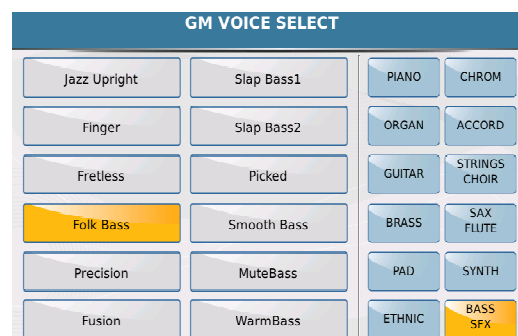 GM VOICE SELECT
Jazz Upright
Slap Bass1
PIANO
CHROM
Finger
Slap Bass2
ORGAN
ACCORD
Fretless
Picked
GUITAR
STRINGS
CHOIR
Folk Bass
Smooth Bass
BRASS
SAX
FLUTE
Precision
MuteBass
PAD
SYNTH
Fusion
WarmBass
ETHNIC
BASS
SFX